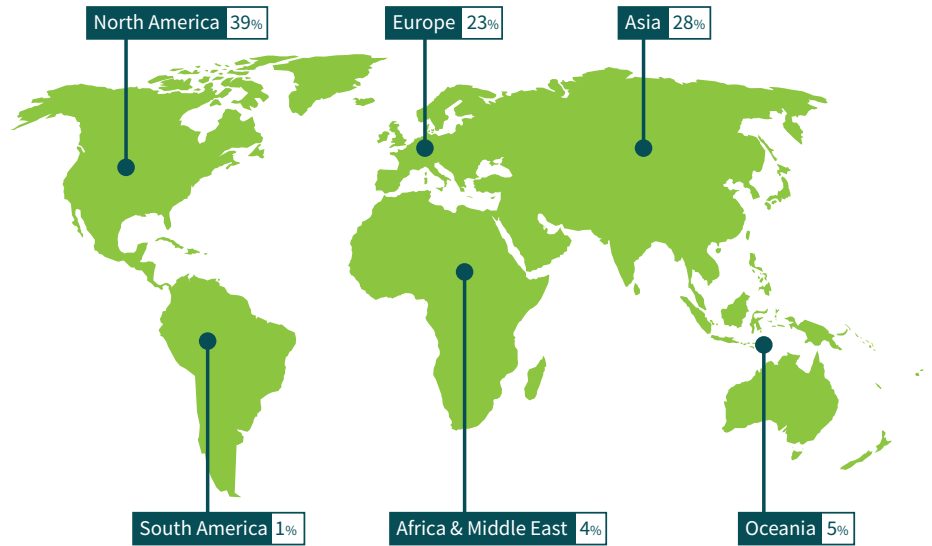 North America 39%
Europe 23%
Asia 28%
South America 1%
Africa & Middle East 4%
Oceania 5%